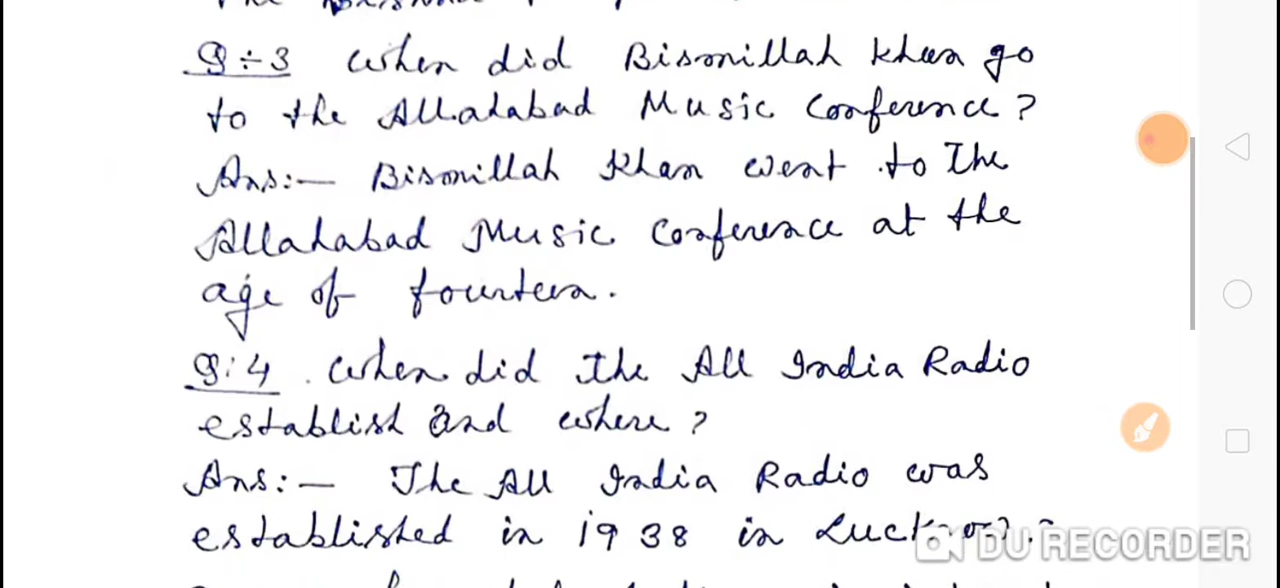 Q ÷ 3 When did Bismillah Khan go
to the Allahabad Music Conference?
Ans:— Bismillah Khan went to The
Allahabad Music Conference at the
age of fourteen.
Q:4. When did the All India Radio
establish and where?
Ans:— The All India Radio was
established in 1938 in Lucknow.
DU RECORDER